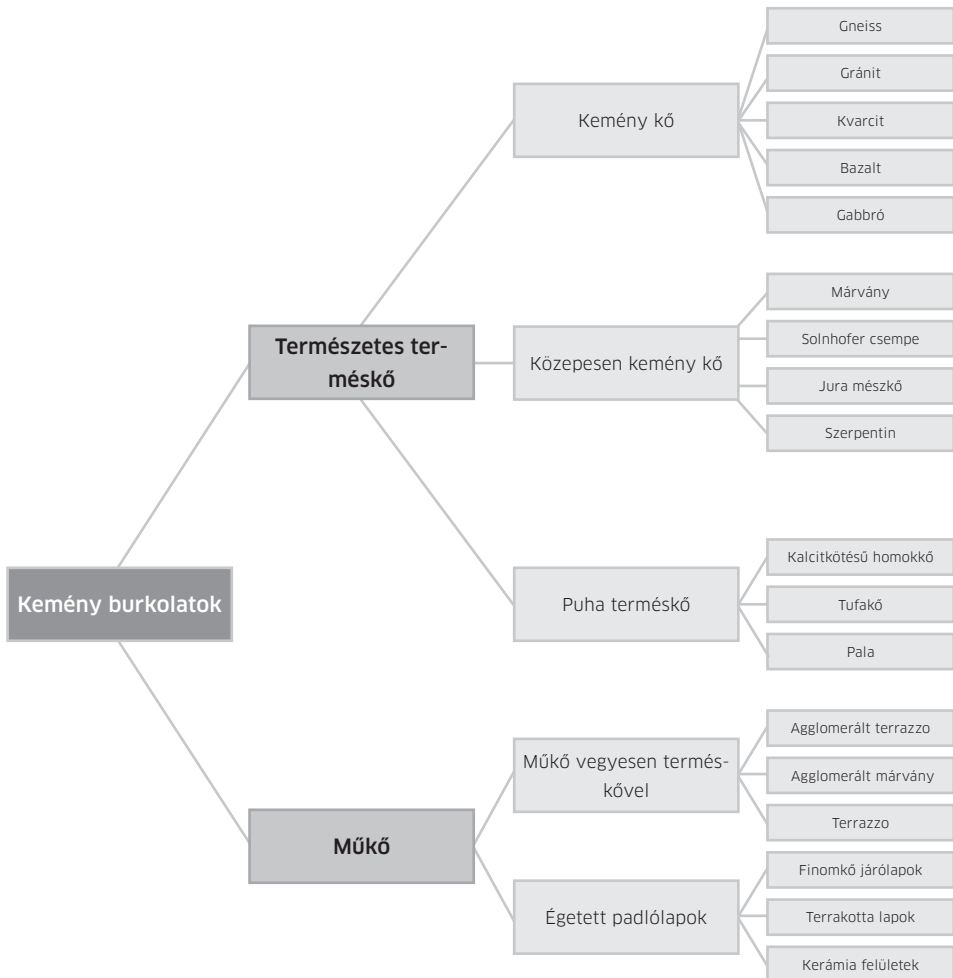 Kemény burkolatok
Természetes ter-
méskő
Kemény kő
Gneiss
Gránit
Kvarcit
Bazalt
Gabbró
Közepesen kemény kő
Márvány
Solnhofer csempe
Jura mészkő
Szerpentin
Puha terméskő
Kalcitkötésű homokkő
Tufakő
Pala
Műkő
Műkő vegyesen termés-
kővel
Agglomerált terrazzo
Agglomerált márvány
Terrazzo
Égetett padlólapok
Finomkő járólapok
Terrakotta lapok
Kerámia felületek